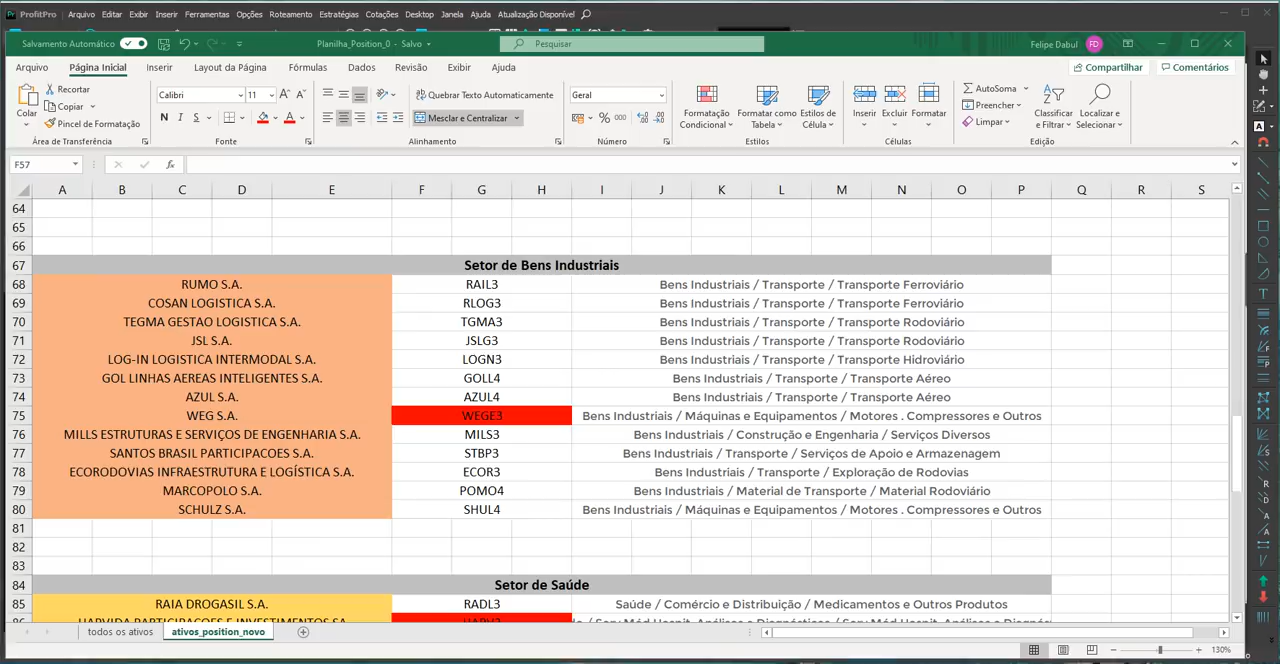 ProfitPro Arquivo Editar Exibir Inserir Ferramentas Opções Roteamento Estratégias Cotações Desktop Janela Ajuda Atualização Disponível
Salvamento Automático Planilha_Position_0 - Salvo Pesquisar Felipe Dabul FD
Arquivo Página Inicial Inserir Layout da Página Fórmulas Dados Revisão Exibir Ajuda Compartilhar Comentários
Colar Recortar Copiar Pincel de Formatação
Calibri 11
N I S
Quebrar Texto Automaticamente
Mesclar e Centralizar
Geral
% 000
Formatação Condicional Formatar como Tabela Estilos de Célula
Inserir Excluir Formatar
AutoSoma Preencher Limpar
Classificar e Filtrar Localizar e Selecionar
Área de Transferência Fonte Alinhamento Número Estilos Células Edição
F57 fx
A B C D E F G H I J K L M N O P Q R S
64
65
66
67 Setor de Bens Industriais
68 RUMO S.A. RAIL3 Bens Industriais / Transporte / Transporte Ferroviário
69 COSAN LOGISTICA S.A. RLOG3 Bens Industriais / Transporte / Transporte Ferroviário
70 TEGMA GESTAO LOGISTICA S.A. TGMA3 Bens Industriais / Transporte / Transporte Rodoviário
71 JSL S.A. JSLG3 Bens Industriais / Transporte / Transporte Rodoviário
72 LOG-IN LOGISTICA INTERMODAL S.A. LOGN3 Bens Industriais / Transporte / Transporte Hidroviário
73 GOL LINHAS AEREAS INTELIGENTES S.A. GOLL4 Bens Industriais / Transporte / Transporte Aéreo
74 AZUL S.A. AZUL4 Bens Industriais / Transporte / Transporte Aéreo
75 WEG S.A. WEGE3 Bens Industriais / Máquinas e Equipamentos / Motores . Compressores e Outros
76 MILLS ESTRUTURAS E SERVIÇOS DE ENGENHARIA S.A. MILS3 Bens Industriais / Construção e Engenharia / Serviços Diversos
77 SANTOS BRASIL PARTICIPACOES S.A. STBP3 Bens Industriais / Transporte / Serviços de Apoio e Armazenagem
78 ECORODOVIAS INFRAESTRUTURA E LOGÍSTICA S.A. ECOR3 Bens Industriais / Transporte / Exploração de Rodovias
79 MARCOPOLO S.A. POMO4 Bens Industriais / Material de Transporte / Material Rodoviário
80 SCHULZ S.A. SHUL4 Bens Industriais / Máquinas e Equipamentos / Motores . Compressores e Outros
81
82
83
84 Setor de Saúde
85 RAIA DROGASIL S.A. RADL3 Saúde / Comércio e Distribuição / Medicamentos e Outros Produtos
todos os ativos ativos_position_novo
130%